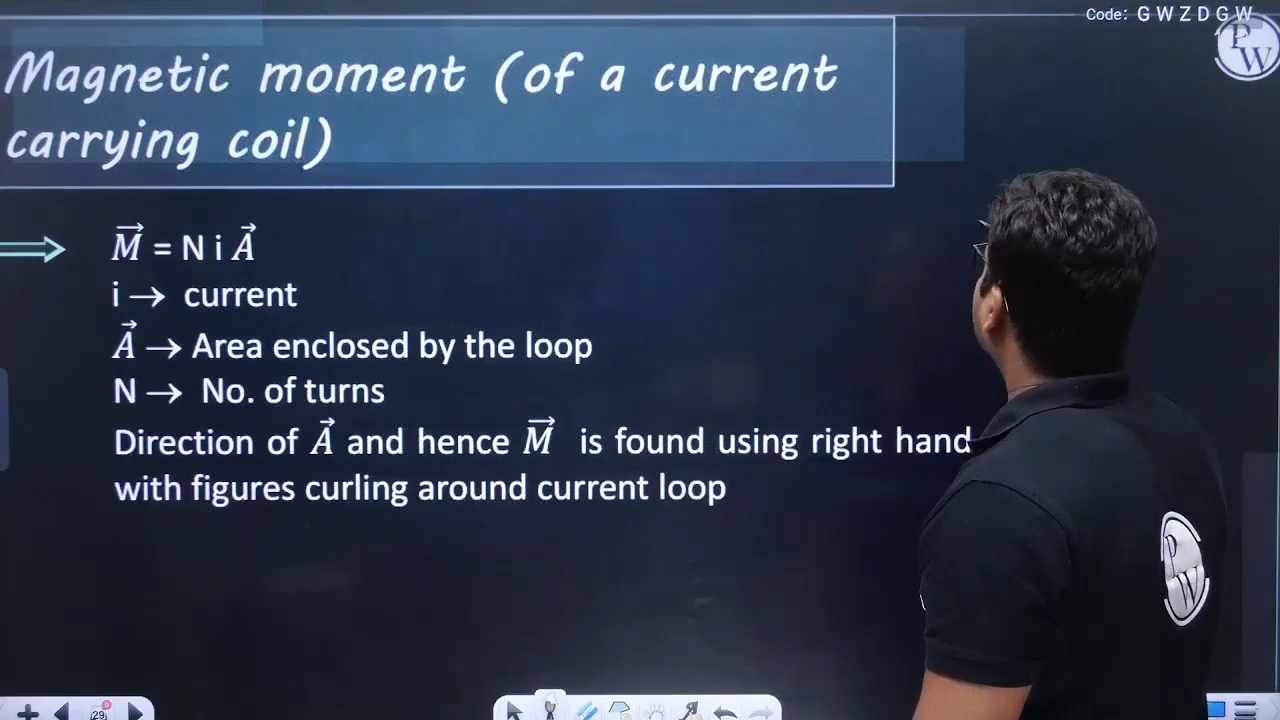 Code: G W Z D G W
P
W
Magnetic moment (of a current
carrying coil)
M⃗ = N i A⃗
i → current
A⃗ → Area enclosed by the loop
N → No. of turns
Direction of A⃗ and hence M⃗ is found using right hand
with figures curling around current loop
P
W
29